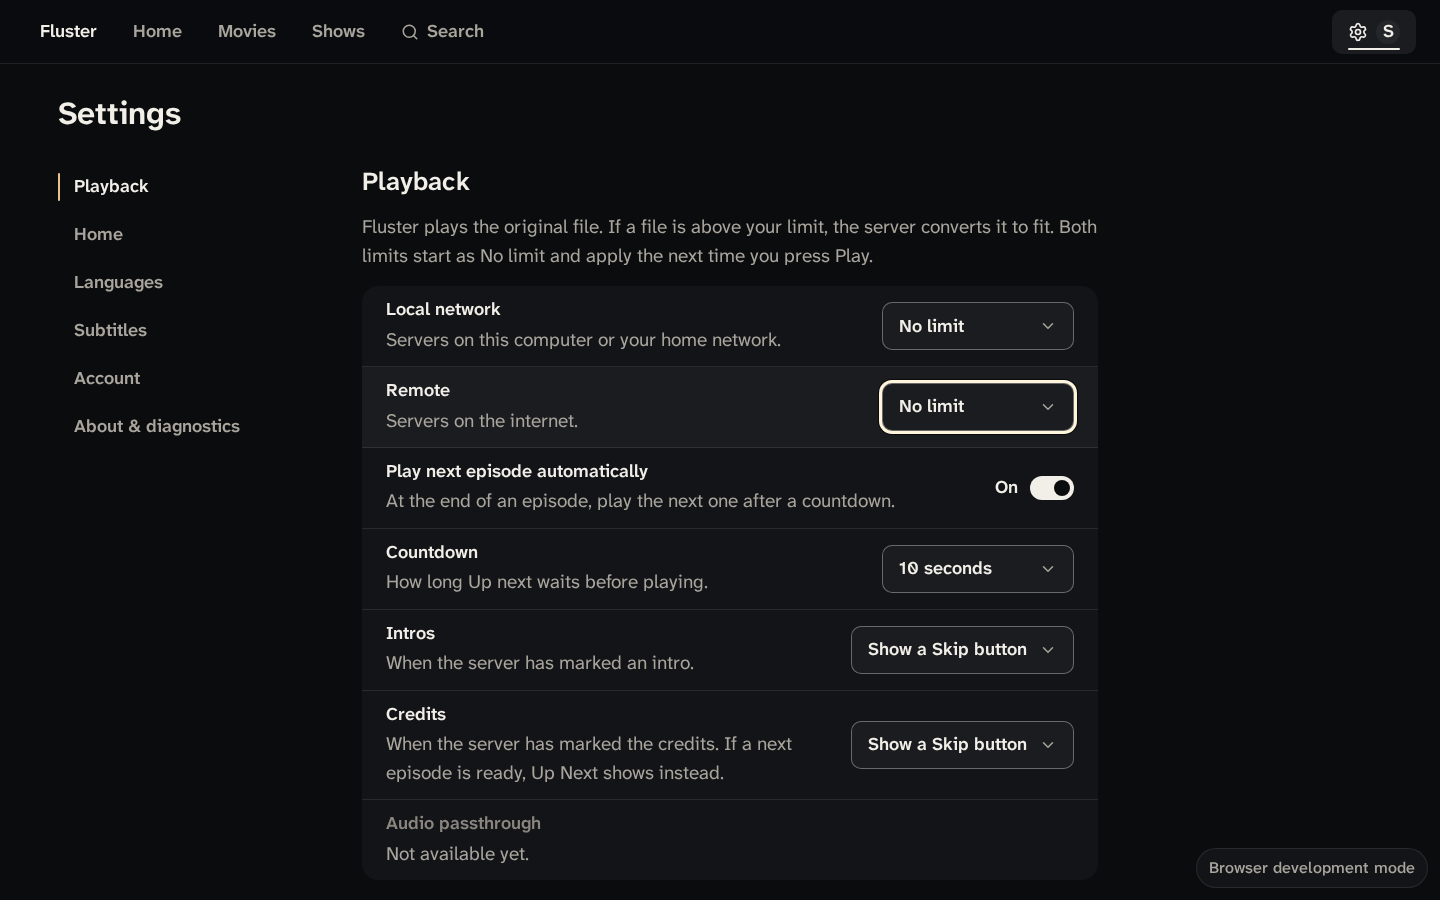 Fluster Home Movies Shows Search S
Settings
Playback
Home
Languages
Subtitles
Account
About & diagnostics
Playback
Fluster plays the original file. If a file is above your limit, the server converts it to fit. Both
limits start as No limit and apply the next time you press Play.
Local network
Servers on this computer or your home network.
No limit
Remote
Servers on the internet.
No limit
Play next episode automatically
At the end of an episode, play the next one after a countdown.
On
Countdown
How long Up next waits before playing.
10 seconds
Intros
When the server has marked an intro.
Show a Skip button
Credits
When the server has marked the credits. If a next
episode is ready, Up Next shows instead.
Show a Skip button
Audio passthrough
Not available yet.
Browser development mode